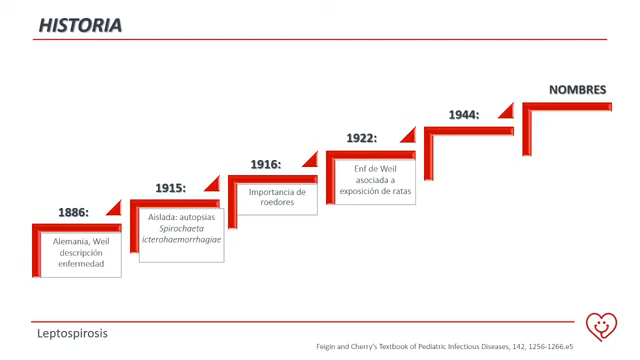 HISTORIA
1886:
Alemania, Weil
descripción
enfermedad
1915:
Aislada: autopsias
Spirochaeta
icterohaemorrhagiae
1916:
Importancia de
roedores
1922:
Enf de Weil
asociada a
exposición de ratas
1944:
NOMBRES
Leptospirosis
Feigin and Cherry's Textbook of Pediatric Infectious Diseases, 142, 1256-1266.e5